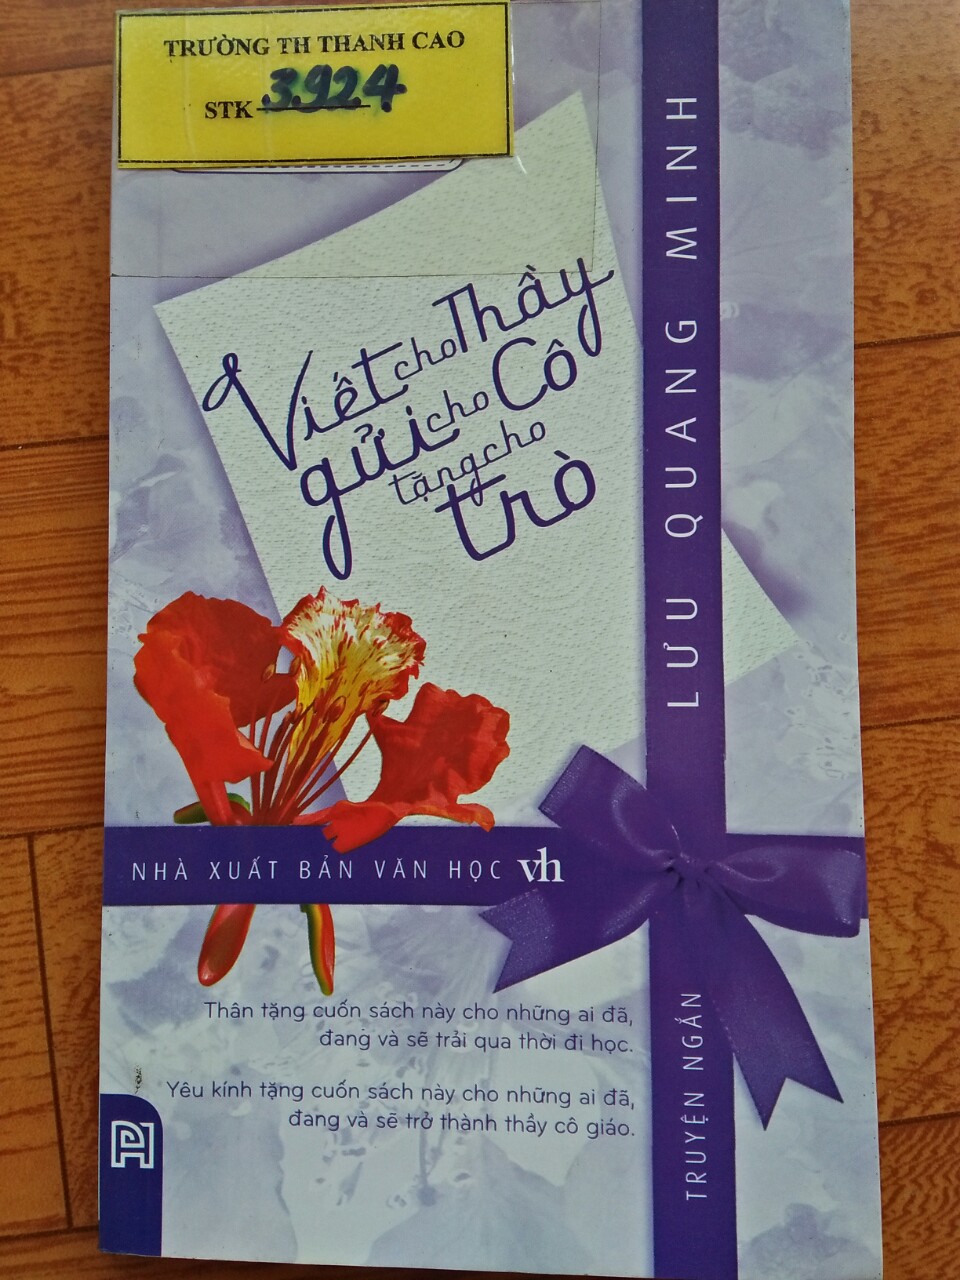 TRƯỜNG TH THANH CAO
STK 3.924
Viết cho Thầy
gửi cho Cô
tặng cho
trò
LƯU QUANG MINH
NHÀ XUẤT BẢN VĂN HỌC vh
Thân tặng cuốn sách này cho những ai đã,
đang và sẽ trải qua thời đi học.
Yêu kính tặng cuốn sách này cho những ai đã,
đang và sẽ trở thành thầy cô giáo.
TRUYỆN NGẮN